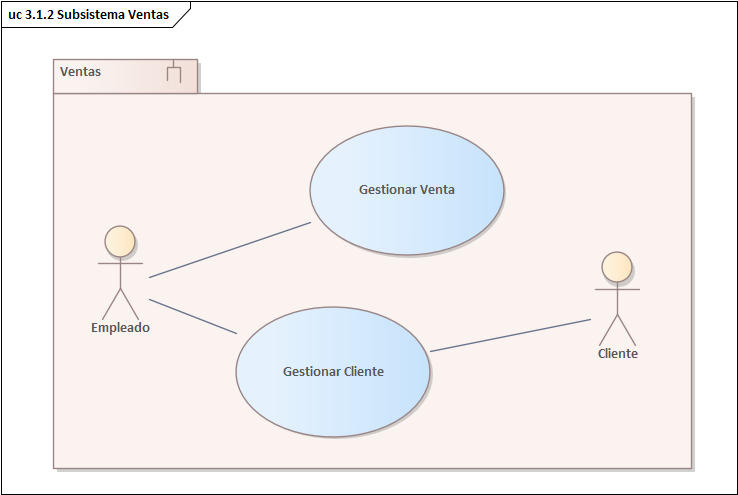 uc 3.1.2 Subsistema Ventas
Ventas
Gestionar Venta
Empleado
Gestionar Cliente
Cliente